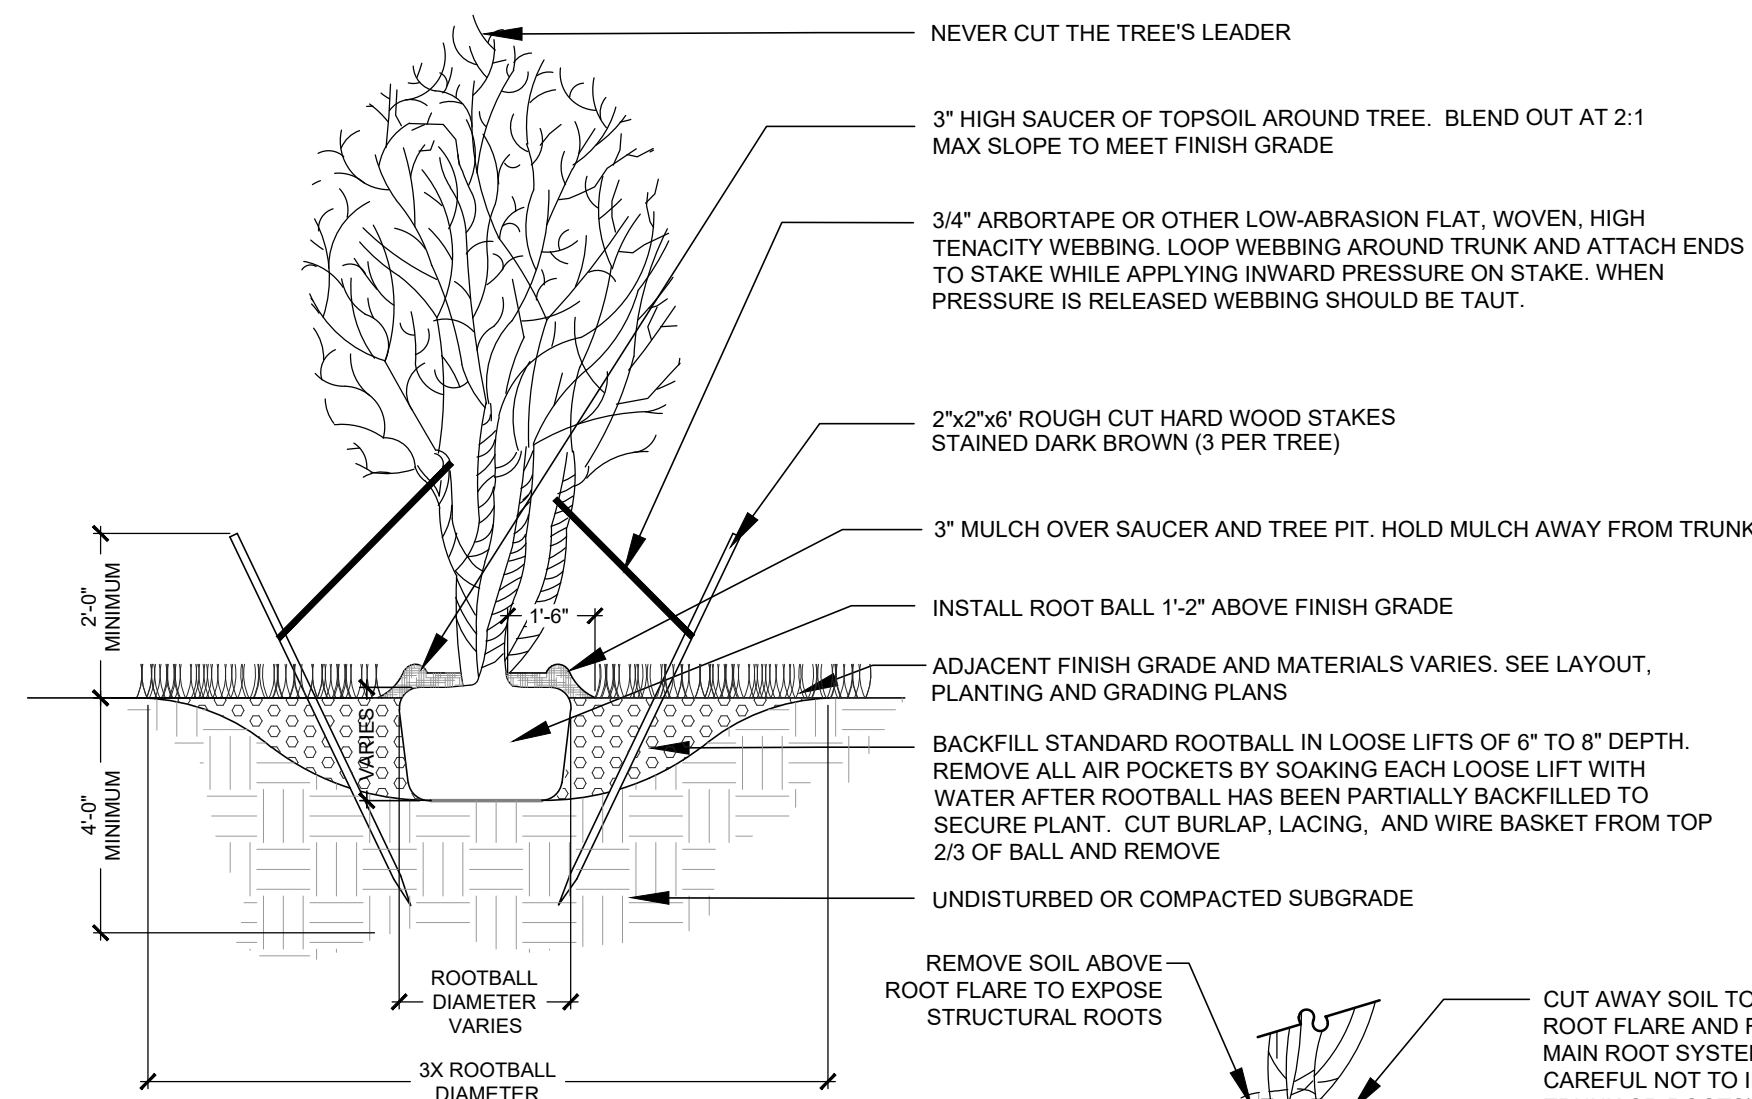 NEVER CUT THE TREE'S LEADER
3" HIGH SAUCER OF TOPSOIL AROUND TREE. BLEND OUT AT 2:1
MAX SLOPE TO MEET FINISH GRADE
3/4" ARBORTAPE OR OTHER LOW-ABRASION FLAT, WOVEN, HIGH
TENACITY WEBBING. LOOP WEBBING AROUND TRUNK AND ATTACH ENDS
TO STAKE WHILE APPLYING INWARD PRESSURE ON STAKE. WHEN
PRESSURE IS RELEASED WEBBING SHOULD BE TAUT.
2"x2"x6' ROUGH CUT HARD WOOD STAKES
STAINED DARK BROWN (3 PER TREE)
3" MULCH OVER SAUCER AND TREE PIT. HOLD MULCH AWAY FROM TRUNK
INSTALL ROOT BALL 1'-2" ABOVE FINISH GRADE
ADJACENT FINISH GRADE AND MATERIALS VARIES. SEE LAYOUT,
PLANTING AND GRADING PLANS
BACKFILL STANDARD ROOTBALL IN LOOSE LIFTS OF 6" TO 8" DEPTH.
REMOVE ALL AIR POCKETS BY SOAKING EACH LOOSE LIFT WITH
WATER AFTER ROOTBALL HAS BEEN PARTIALLY BACKFILLED TO
SECURE PLANT. CUT BURLAP, LACING, AND WIRE BASKET FROM TOP
2/3 OF BALL AND REMOVE
UNDISTURBED OR COMPACTED SUBGRADE
2'-0"
MINIMUM
4'-0"
MINIMUM
VARIES
1'-6"
ROOTBALL
DIAMETER
VARIES
3X ROOTBALL
DIAMETER
REMOVE SOIL ABOVE
ROOT FLARE TO EXPOSE
STRUCTURAL ROOTS
CUT AWAY SOIL TO
ROOT FLARE AND
MAIN ROOT SYSTE
CAREFUL NOT TO